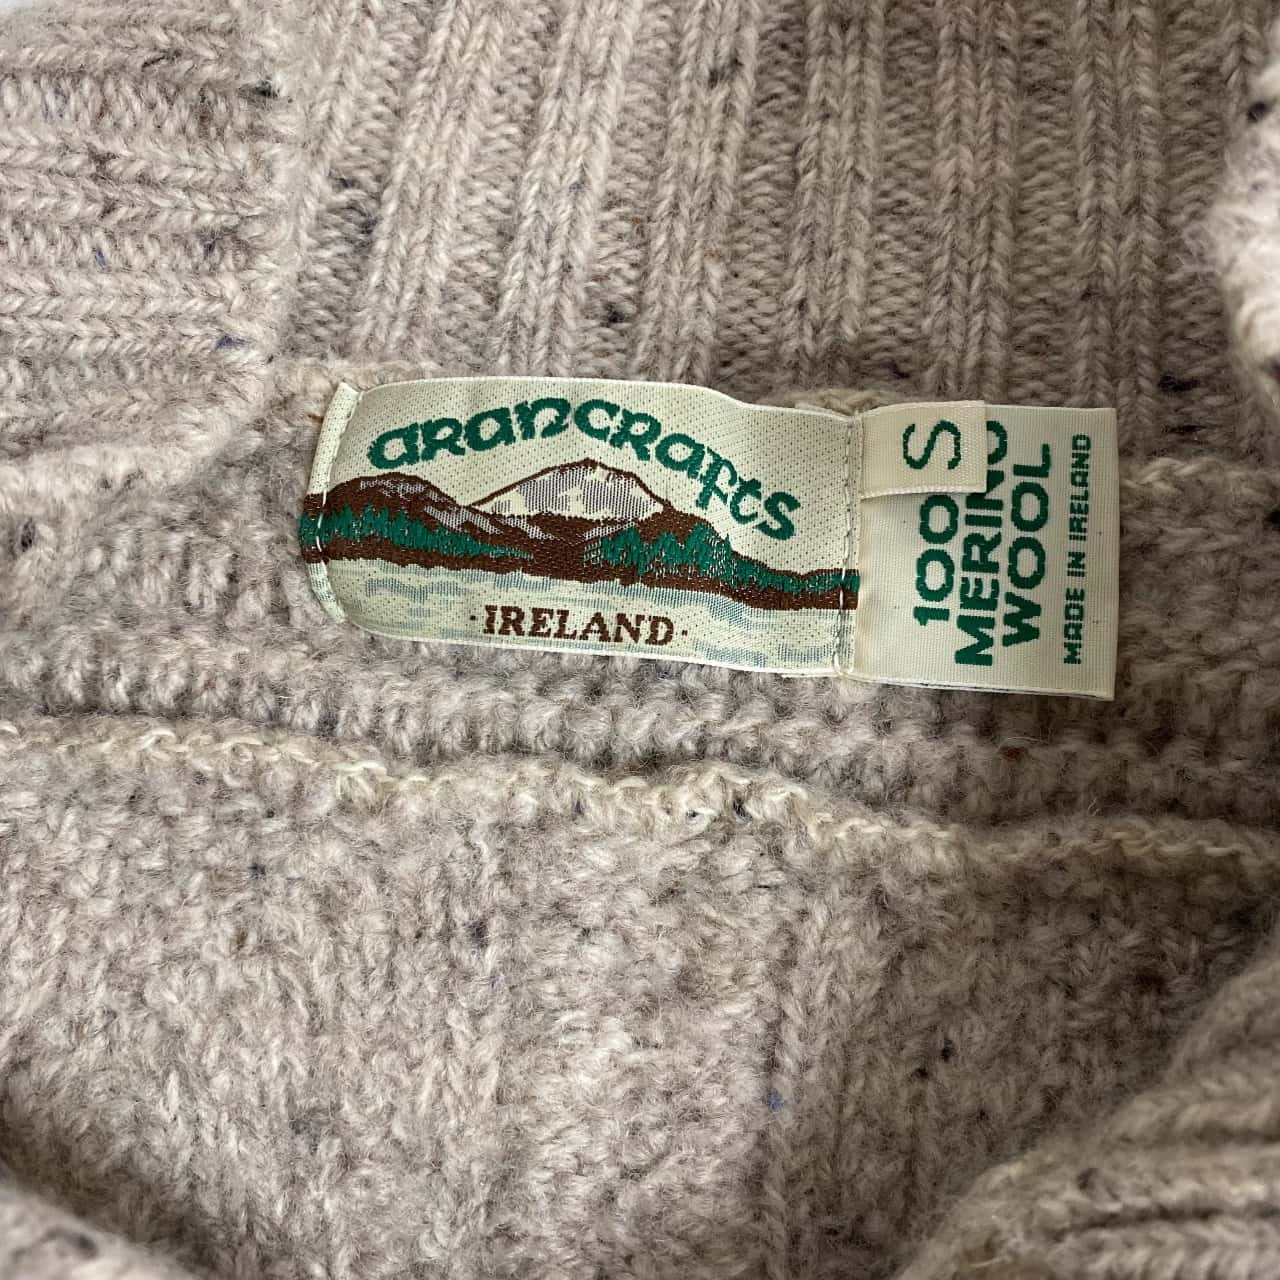 aRancRafts
·IRELAND·
S
100%
MERINO
WOOL
MADE IN IRELAND